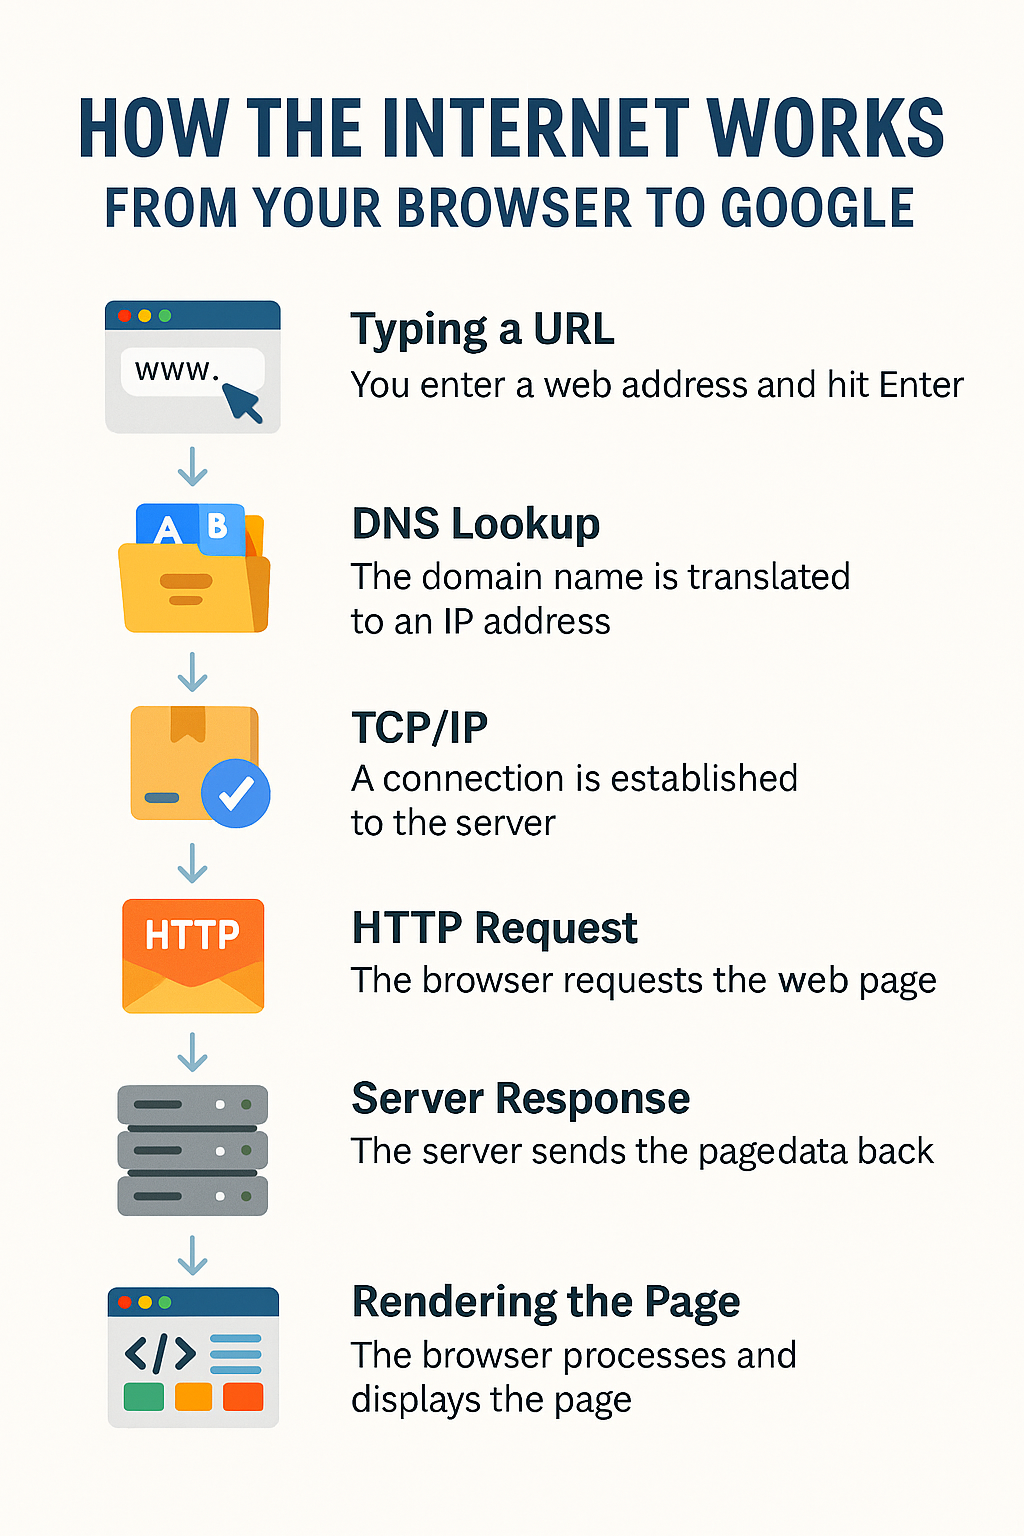 HOW THE INTERNET WORKS
FROM YOUR BROWSER TO GOOGLE
www.
Typing a URL
You enter a web address and hit Enter
A B
DNS Lookup
The domain name is translated
to an IP address
TCP/IP
A connection is established
to the server
HTTP
HTTP Request
The browser requests the web page
Server Response
The server sends the pagedata back
</>
Rendering the Page
The browser processes and
displays the page